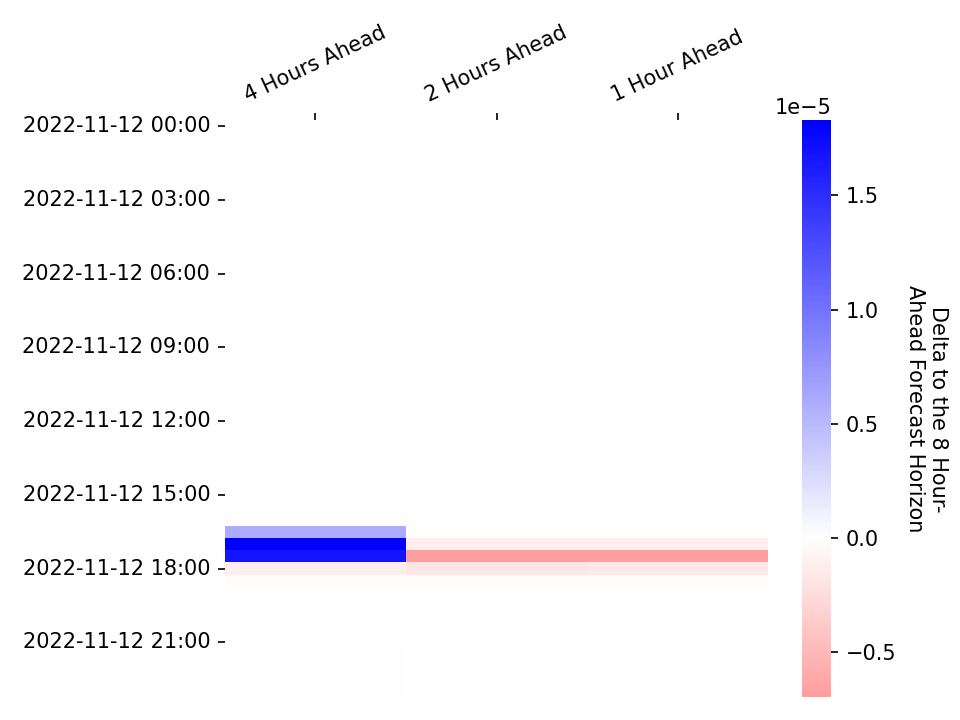 4 Hours Ahead
2 Hours Ahead
1 Hour Ahead
1e−5
2022-11-12 00:00
2022-11-12 03:00
2022-11-12 06:00
2022-11-12 09:00
2022-11-12 12:00
2022-11-12 15:00
2022-11-12 18:00
2022-11-12 21:00
1.5
1.0
0.5
0.0
−0.5
Delta to the 8 Hour-
Ahead Forecast Horizon